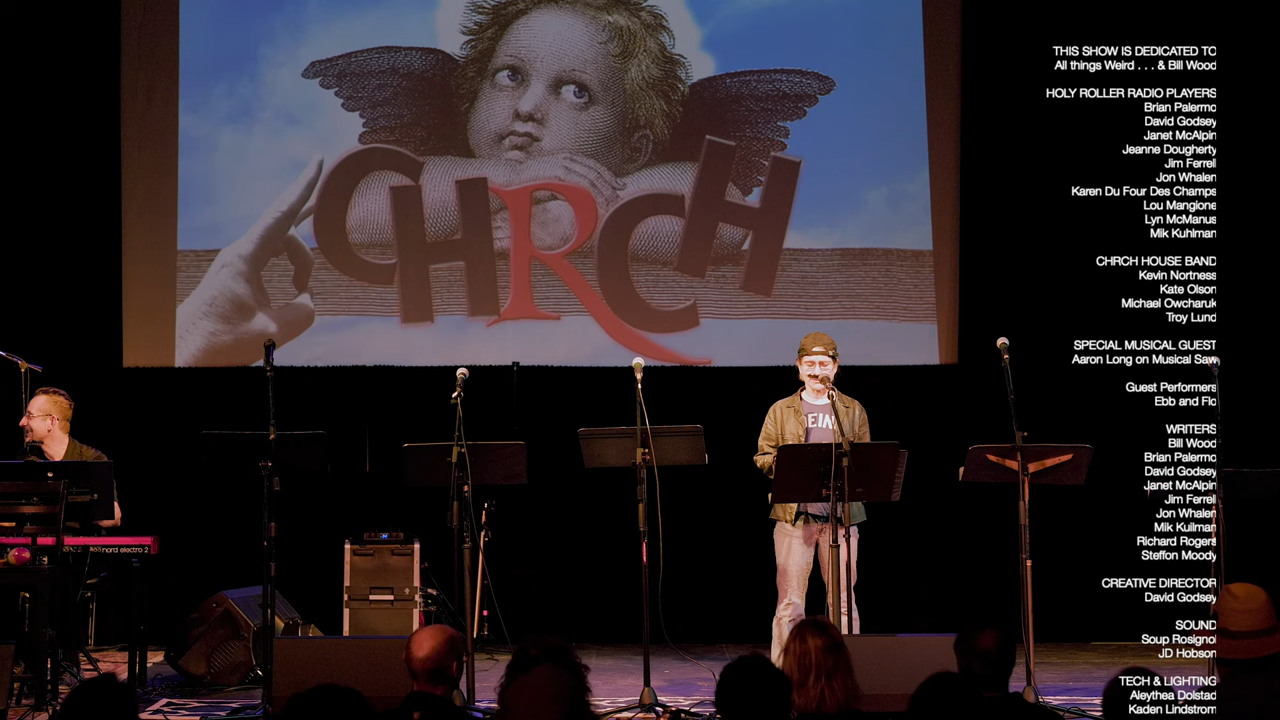 CHRCH
EIN
nord electro 2
THIS SHOW IS DEDICATED TO
All things Weird . . . & Bill Wood
HOLY ROLLER RADIO PLAYERS
Brian Palermo
David Godsey
Janet McAlpin
Jeanne Dougherty
Jim Ferrell
Jon Whalen
Karen Du Four Des Champs
Lou Mangione
Lyn McManus
Mik Kuhlman
CHRCH HOUSE BAND
Kevin Nortness
Kate Olson
Michael Owcharuk
Troy Lund
SPECIAL MUSICAL GUEST
Aaron Long on Musical Saw
Guest Performers
Ebb and Flo
WRITERS
Bill Wood
Brian Palermo
David Godsey
Janet McAlpin
Jim Ferrell
Jon Whalen
Mik Kuilman
Richard Rogers
Steffon Moody
CREATIVE DIRECTOR
David Godsey
SOUND
Soup Rosignol
JD Hobson
TECH & LIGHTING
Aleythea Dolstad
Kaden Lindstrom